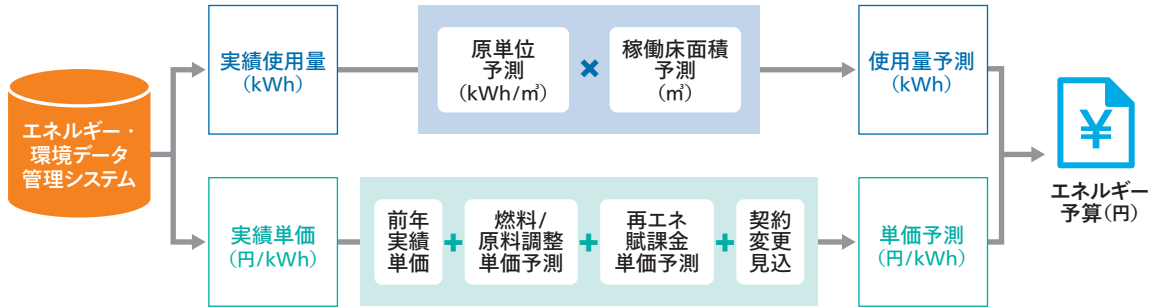 エネルギー・
環境データ
管理システム
実績使用量
（kWh）
原単位
予測
（kWh/㎡）
×
稼働床面積
予測
（㎡）
使用量予測
（kWh）
実績単価
（円/kWh）
前年
実績
単価
+
燃料/
原料調整
単価予測
+
再エネ
賦課金
単価予測
+
契約
変更
見込
単価予測
（円/kWh）
¥
エネルギー
予算（円）